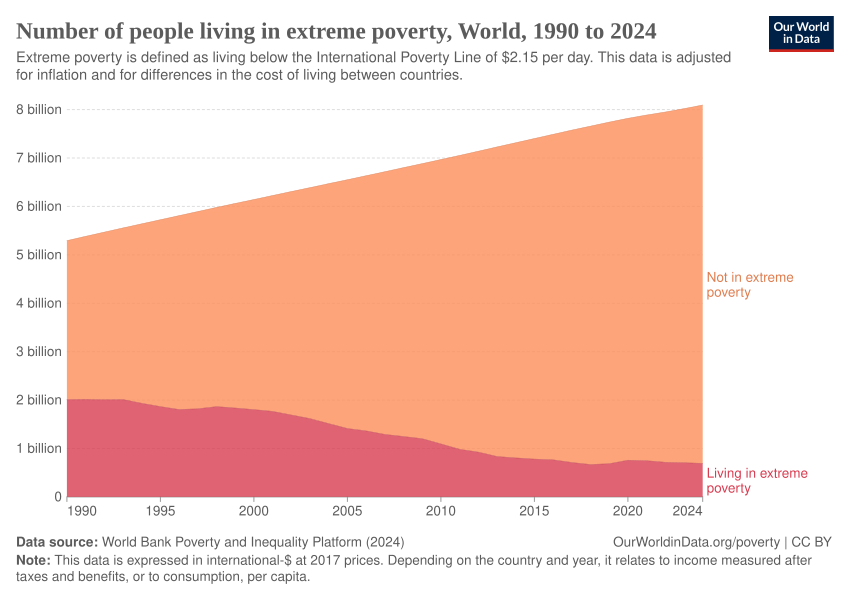 Number of people living in extreme poverty, World, 1990 to 2024
Our World
in Data
Extreme poverty is defined as living below the International Poverty Line of $2.15 per day. This data is adjusted
for inflation and for differences in the cost of living between countries.
8 billion
7 billion
6 billion
5 billion
4 billion
3 billion
2 billion
1 billion
0
Not in extreme
poverty
Living in extreme
poverty
1990 1995 2000 2005 2010 2015 2020 2024
Data source: World Bank Poverty and Inequality Platform (2024)
OurWorldinData.org/poverty | CC BY
Note: This data is expressed in international-$ at 2017 prices. Depending on the country and year, it relates to income measured after
taxes and benefits, or to consumption, per capita.